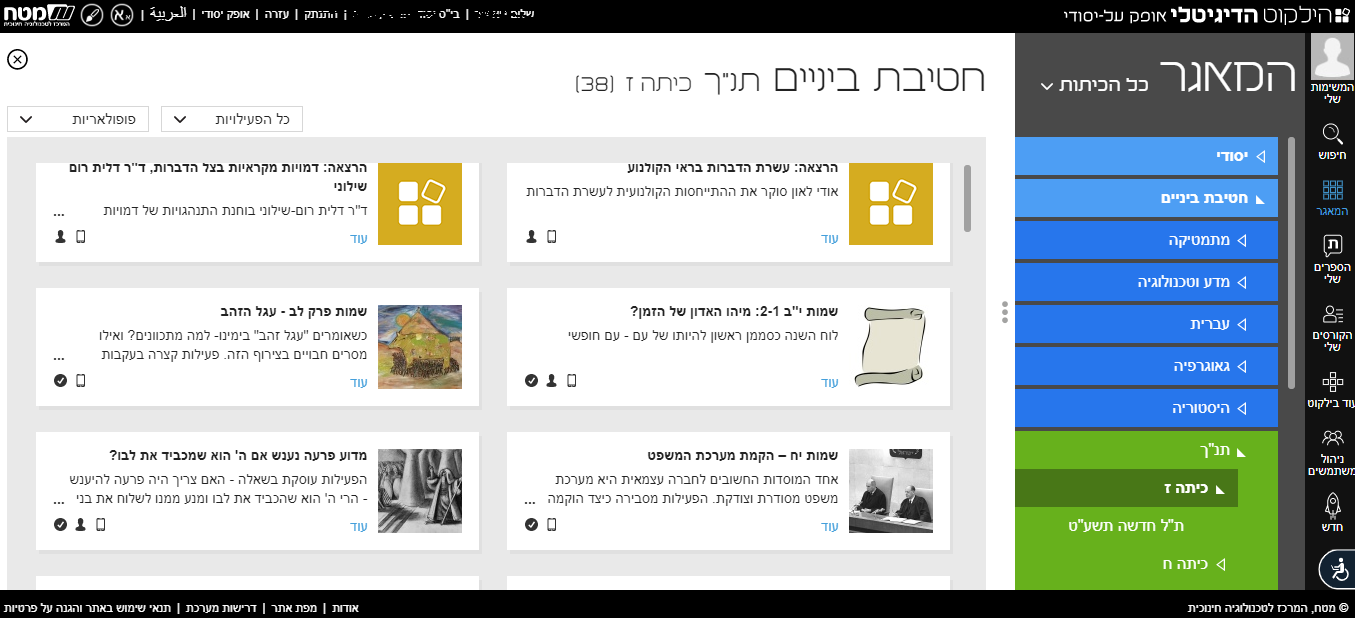 הילקוט הדיגיטלי אופק על-יסודי
התנתק | עזרה | אופק יסודי | العربية |
אא
מטח
המרכז לטכנולוגיה חינוכית
המשימות שלי
חיפוש
המאגר
הספרים שלי
הקורסים שלי
עוד בילקוט
ניהול משתמשים
חדש
המאגר כל הכיתות
יסודי
חטיבת ביניים
מתמטיקה
מדע וטכנולוגיה
עברית
גאוגרפיה
היסטוריה
תנ"ך
כיתה ז
ת"ל חדשה תשע"ט
כיתה ח
חטיבת ביניים תנ"ך כיתה ז (38)
כל הפעילויות
פופולאריות
הרצאה: עשרת הדברות בראי הקולנוע
אודי לאון סוקר את ההתייחסות הקולנועית לעשרת הדברות
עוד
הרצאה: דמויות מקראיות בצל הדברות, ד"ר דלית רום שילוני
ד"ר דלית רום-שילוני בוחנת התנהגויות של דמויות ...
עוד
שמות י"ב 1-2: מיהו האדון של הזמן?
לוח השנה כסממן ראשון להיותו של עם - עם חופשי
עוד
שמות פרק לב - עגל הזהב
כשאומרים "עגל זהב" בימינו- למה מתכוונים? ואילו
מסרים חבויים בצירוף הזה. פעילות קצרה בעקבות ...
עוד
שמות יח – הקמת מערכת המשפט
אחד המוסדות החשובים לחברה עצמאית היא מערכת
משפט מסודרת וצודקת. הפעילות מסבירה כיצד הוקמה ...
עוד
מדוע פרעה נענש אם ה' הוא שמכביד את לבו?
הפעילות עוסקת בשאלה - האם צריך היה פרעה להיענש
- הרי ה' הוא שהכביד את לבו ומנע ממנו לשלוח את בני ...
עוד
© מטח, המרכז לטכנולוגיה חינוכית
אודות | מפת אתר | דרישות מערכת | תנאי שימוש באתר והגנה על פרטיות